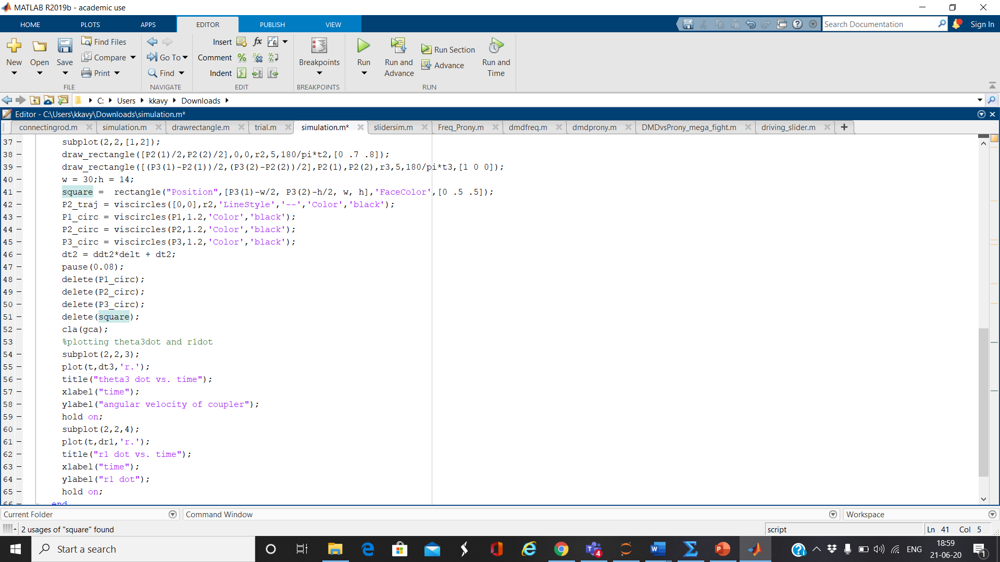 MATLAB R2019b - academic use
HOME PLOTS APPS EDITOR PUBLISH VIEW Search Documentation Sign In
New Open Save Find Files Compare Print
Go To Find
Insert fx Comment Indent
Breakpoints
Run Run and Advance Run Section Advance Run and Time
FILE NAVIGATE EDIT BREAKPOINTS RUN
C: Users kkavy Downloads
Editor - C:\Users\kkavy\Downloads\simulation.m*
connectingrod.m simulation.m drawrectangle.m trial.m simulation.m* slidersim.m Freq_Prony.m dmdfreq.m dmdprony.m DMDvsProny_mega_fight.m driving_slider.m
37 subplot(2,2,[1,2]);
38 draw_rectangle([P2(1)/2,P2(2)/2],0,0,r2,5,180/pi*t2,[0 .7 .8]);
39 draw_rectangle([(P3(1)-P2(1))/2,(P3(2)-P2(2))/2],P2(1),P2(2),r3,5,180/pi*t3,[1 0 0]);
40 w = 30;h = 14;
41 square =  rectangle("Position",[P3(1)-w/2, P3(2)-h/2, w, h],'FaceColor',[0 .5 .5]);
42 P2_traj = viscircles([0,0],r2,'LineStyle','--','Color','black');
43 P1_circ = viscircles(P1,1.2,'Color','black');
44 P2_circ = viscircles(P2,1.2,'Color','black');
45 P3_circ = viscircles(P3,1.2,'Color','black');
46 dt2 = ddt2*delt + dt2;
47 pause(0.08);
48 delete(P1_circ);
49 delete(P2_circ);
50 delete(P3_circ);
51 delete(square);
52 cla(gca);
53 %plotting theta3dot and r1dot
54 subplot(2,2,3);
55 plot(t,dt3,'r.');
56 title("theta3 dot vs. time");
57 xlabel("time");
58 ylabel("angular velocity of coupler");
59 hold on;
60 subplot(2,2,4);
61 plot(t,dr1,'r.');
62 title("r1 dot vs. time");
63 xlabel("time");
64 ylabel("r1 dot");
65 hold on;
66 end
Current Folder Command Window Workspace
2 usages of "square" found script Ln 41 Col 5
Start a search 4 ENG 18:59
21-06-20 1